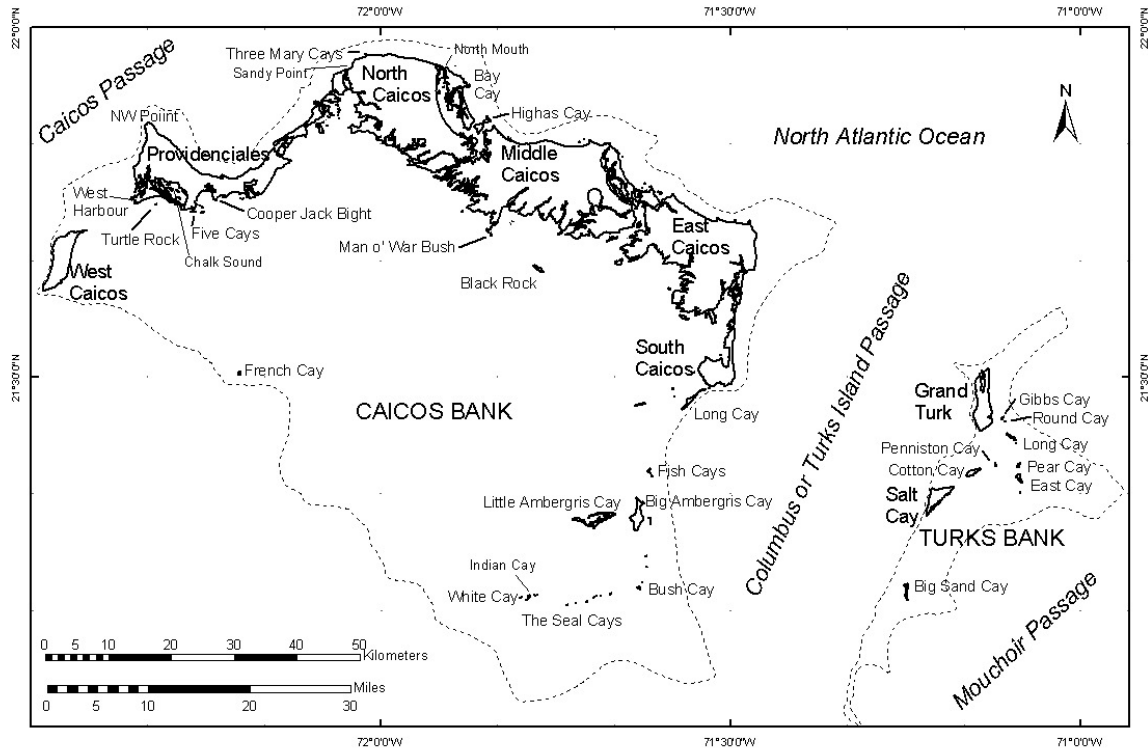 72°0'0"W
71°30'0"W
71°0'0"W
22°0'0"N
22°0'0"N
Caicos Passage
Three Mary Cays
Sandy Point
North Mouth
North
Caicos
Bay
Cay
Highas Cay
NW Poiint
Providenciales
Middle
Caicos
North Atlantic Ocean
N
West
Harbour
Turtle Rock
Five Cays
Chalk Sound
Cooper Jack Bight
Man o' War Bush
East
Caicos
West
Caicos
Black Rock
South
Caicos
French Cay
21°30'0"N
21°30'0"N
CAICOS BANK
Long Cay
Columbus or Turks Island Passage
Grand
Turk
Gibbs Cay
Round Cay
Long Cay
Penniston Cay
Cotton Cay
Pear Cay
East Cay
Salt
Cay
TURKS BANK
Fish Cays
Little Ambergris Cay
Big Ambergris Cay
Indian Cay
White Cay
Bush Cay
The Seal Cays
Big Sand Cay
Mouchoir Passage
0 5 10 20 30 40 50
Kilometers
Miles
0 5 10 20 30
72°0'0"W
71°30'0"W
71°0'0"W